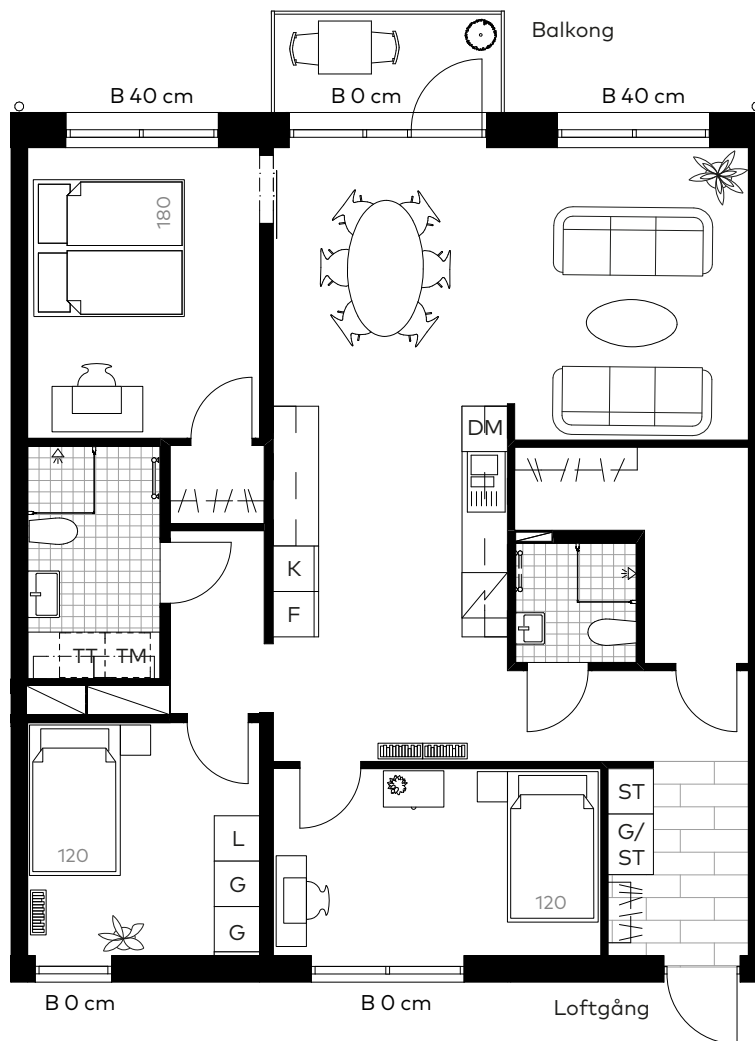 Balkong
B 40 cm
B 0 cm
B 40 cm
180
DM
K
F
TT
TM
ST
G/
ST
L
G
G
120
120
B 0 cm
B 0 cm
Loftgång